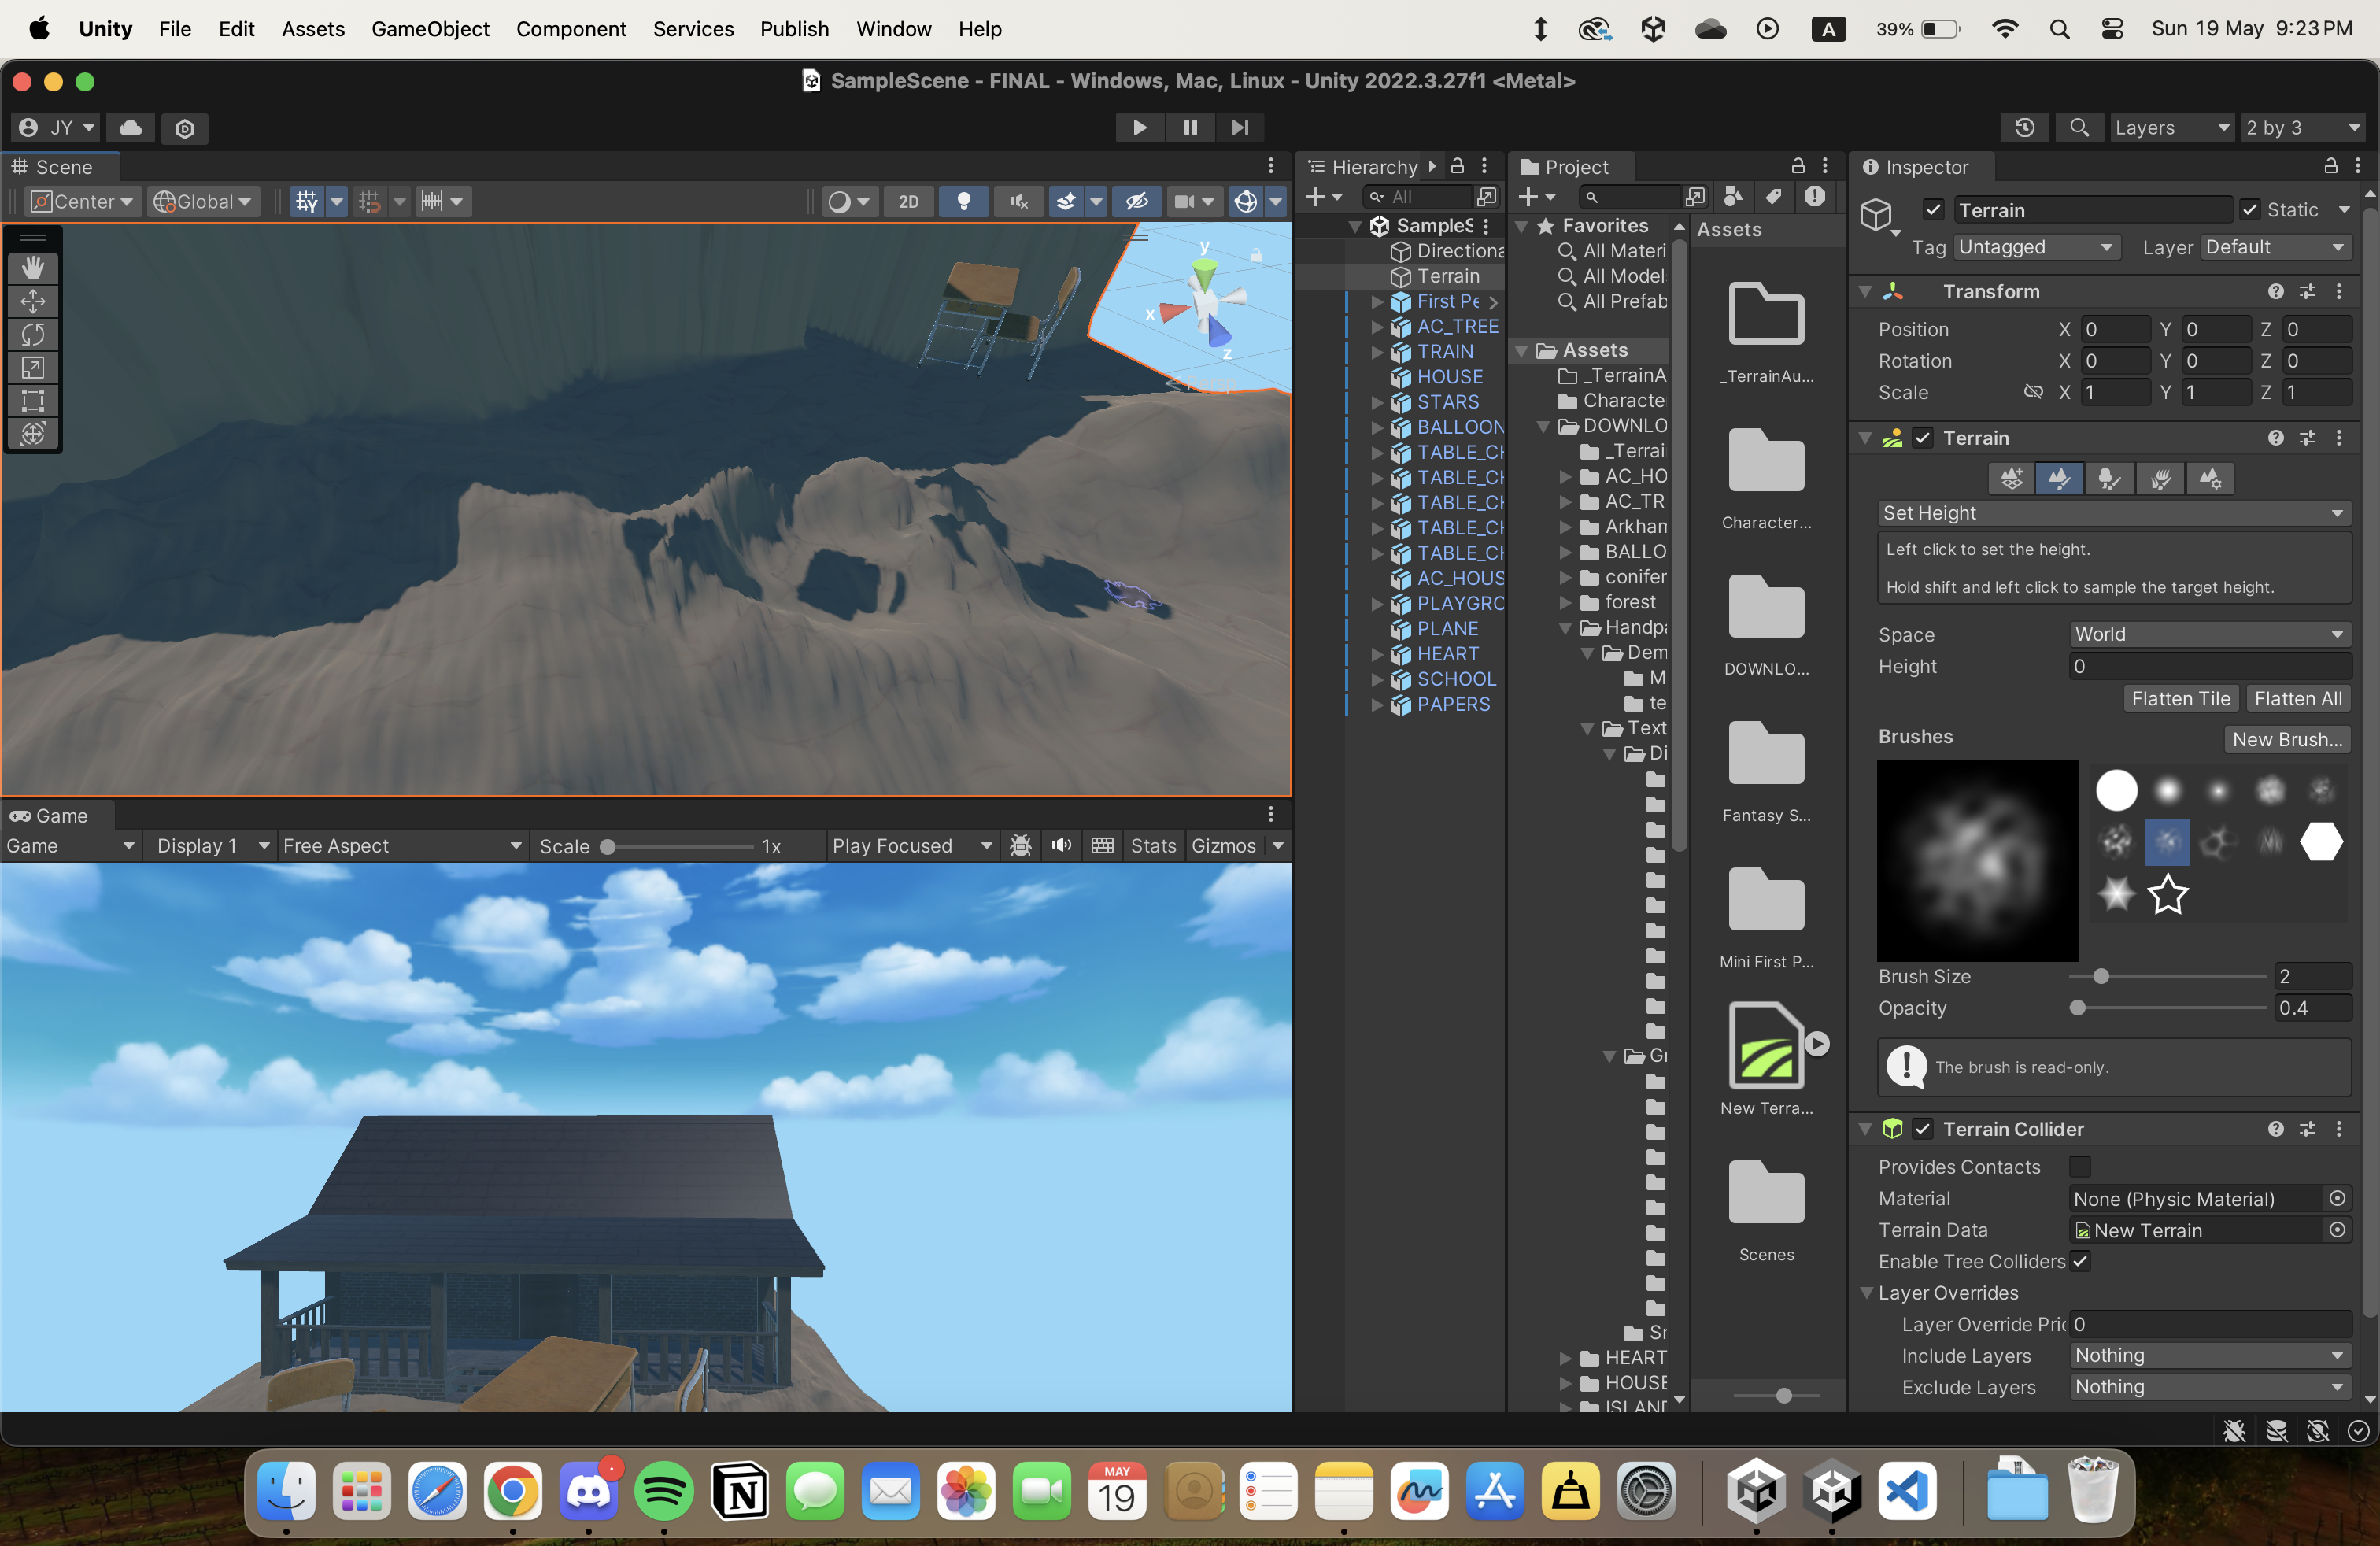 Unity File Edit Assets GameObject Component Services Publish Window Help A 39% Sun 19 May 9:23 PM
SampleScene - FINAL - Windows, Mac, Linux - Unity 2022.3.27f1 <Metal>
JY Layers 2 by 3
Scene
Center Global 2D
y
x
z
Game
Game Display 1 Free Aspect Scale 1x Play Focused Stats Gizmos
Hierarchy
All
SampleS
Directiona
Terrain
First Pe
AC_TREE
TRAIN
HOUSE
STARS
BALLOON
TABLE_CH
TABLE_CH
TABLE_CH
TABLE_CH
TABLE_CH
AC_HOUS
PLAYGRO
PLANE
HEART
SCHOOL
PAPERS
Project
Favorites
All Materi
All Model
All Prefab
Assets
_TerrainA
Characte
DOWNLO
_Terrai
AC_HO
AC_TR
Arkham
BALLO
conifer
forest
Handpa
Dem
M
te
Text
Di
Gr
Sr
HEART
HOUSE
ISLAND
Assets
_TerrainAu...
Character...
DOWNLO...
Fantasy S...
Mini First P...
New Terra...
Scenes
Inspector
Terrain Static
Tag Untagged Layer Default
Transform
Position X 0 Y 0 Z 0
Rotation X 0 Y 0 Z 0
Scale X 1 Y 1 Z 1
Terrain
Set Height
Left click to set the height.
Hold shift and left click to sample the target height.
Space World
Height 0
Flatten Tile Flatten All
Brushes New Brush...
Brush Size 2
Opacity 0.4
The brush is read-only.
Terrain Collider
Provides Contacts
Material None (Physic Material)
Terrain Data New Terrain
Enable Tree Colliders
Layer Overrides
Layer Override Pric 0
Include Layers Nothing
Exclude Layers Nothing
MAY
19